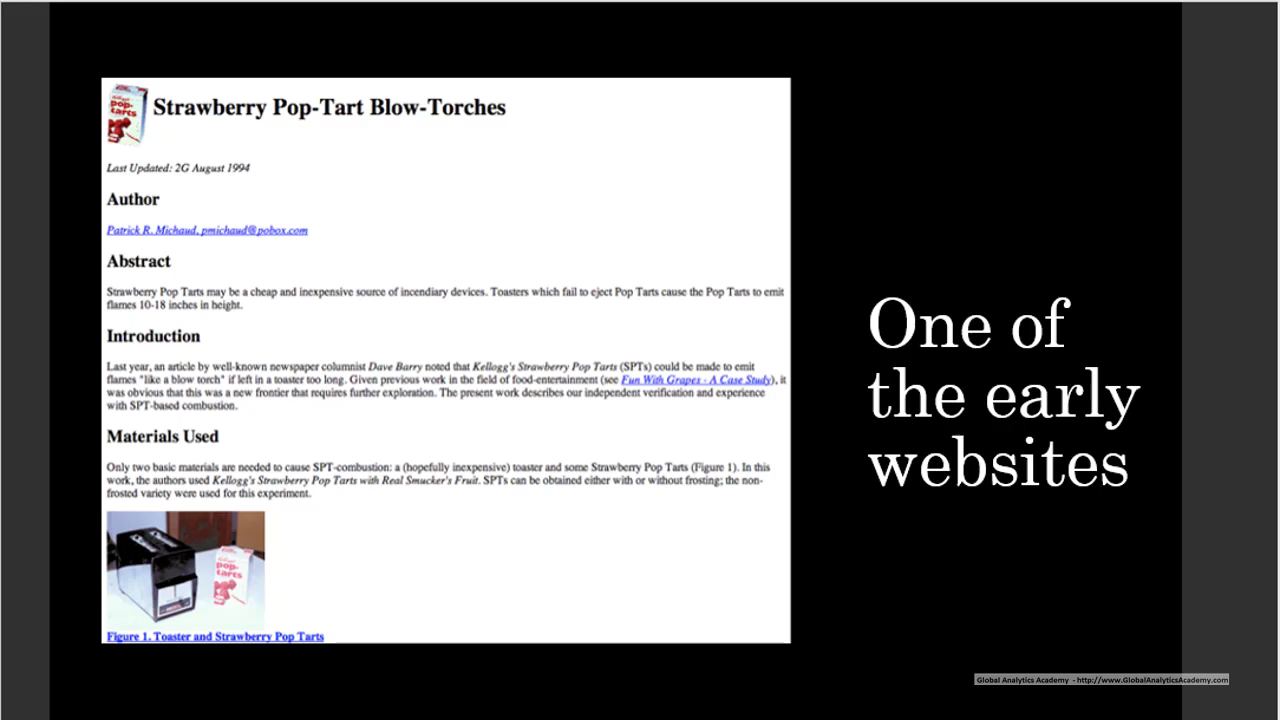 Kellogg's
pop-
tarts
Strawberry Pop-Tart Blow-Torches
Last Updated: 2G August 1994
Author
Patrick R. Michaud, pmichaud@pobox.com
Abstract
Strawberry Pop Tarts may be a cheap and inexpensive source of incendiary devices. Toasters which fail to eject Pop Tarts cause the Pop Tarts to emit
flames 10-18 inches in height.
Introduction
Last year, an article by well-known newspaper columnist Dave Barry noted that Kellogg's Strawberry Pop Tarts (SPTs) could be made to emit
flames "like a blow torch" if left in a toaster too long. Given previous work in the field of food-entertainment (see Fun With Grapes - A Case Study), it
was obvious that this was a new frontier that requires further exploration. The present work describes our independent verification and experience
with SPT-based combustion.
Materials Used
Only two basic materials are needed to cause SPT-combustion: a (hopefully inexpensive) toaster and some Strawberry Pop Tarts (Figure 1). In this
work, the authors used Kellogg's Strawberry Pop Tarts with Real Smucker's Fruit. SPTs can be obtained either with or without frosting; the non-
frosted variety were used for this experiment.
pop-
tarts
Figure 1. Toaster and Strawberry Pop Tarts
One of
the early
websites
Global Analytics Academy - http://www.GlobalAnalyticsAcademy.com